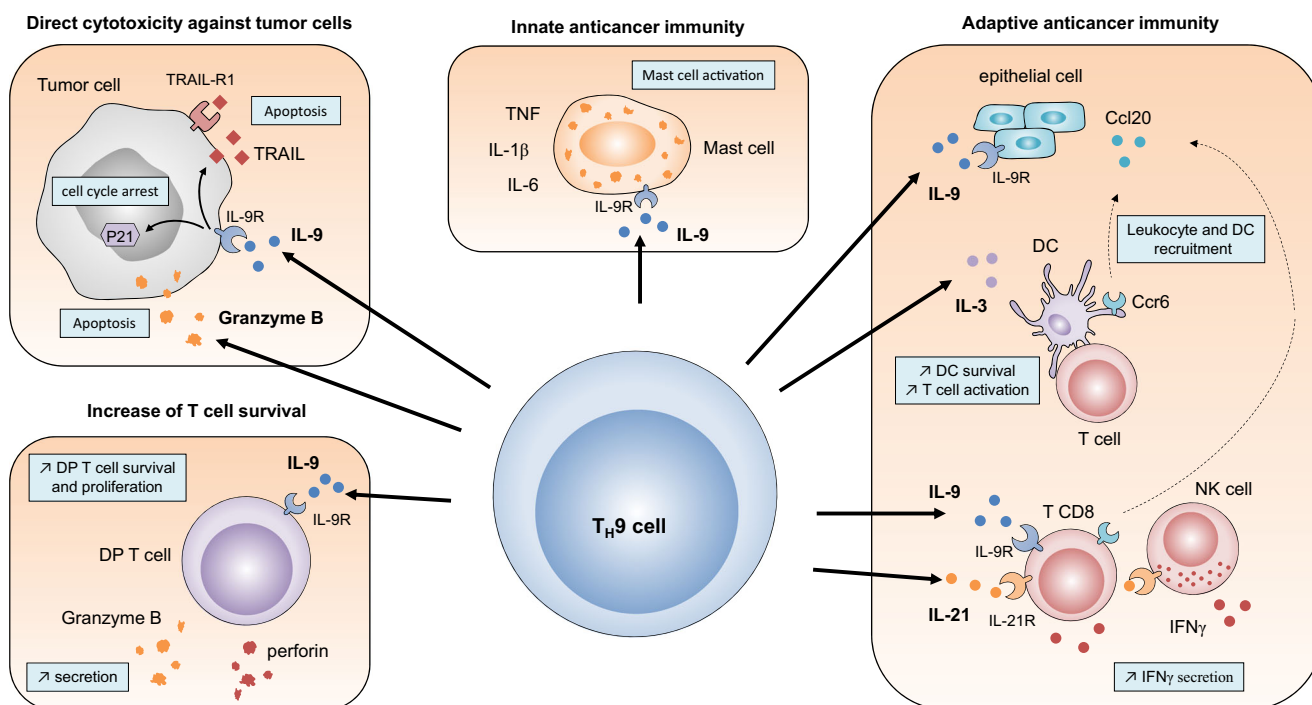 Direct cytotoxicity against tumor cells
Tumor cell
TRAIL-R1
Apoptosis
TRAIL
cell cycle arrest
P21
IL-9R
IL-9
Apoptosis
Granzyme B
Innate anticancer immunity
Mast cell activation
TNF
IL-1β
IL-6
Mast cell
IL-9R
IL-9
Adaptive anticancer immunity
epithelial cell
Ccl20
IL-9R
IL-9
Leukocyte and DC
recruitment
DC
IL-3
Ccr6
↗ DC survival
↗ T cell activation
T cell
IL-9
T CD8
NK cell
IL-9R
IL-21
IL-21R
IFNγ
↗ IFNγ secretion
Increase of T cell survival
↗ DP T cell survival
and proliferation
IL-9
IL-9R
DP T cell
Granzyme B
perforin
↗ secretion
TH9 cell